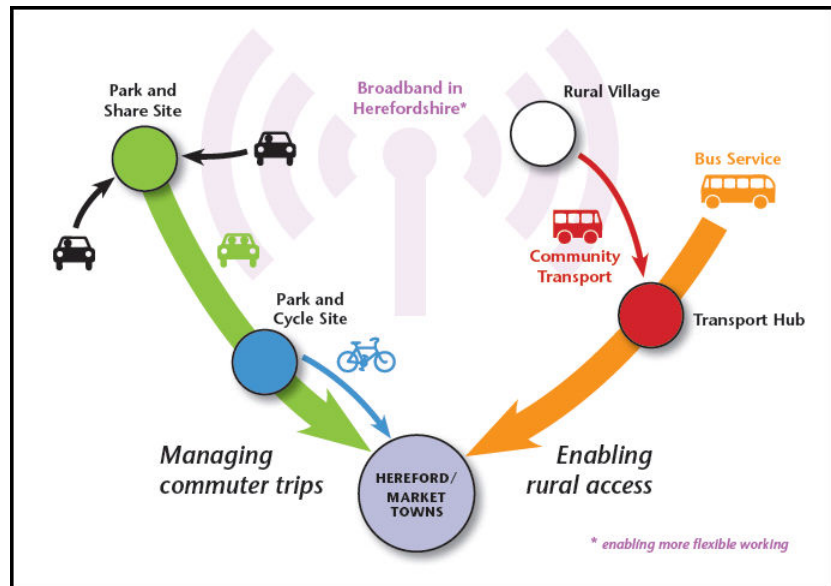 Park and
Share Site
Broadband in
Herefordshire*
Rural Village
Bus Service
Community
Transport
Park and
Cycle Site
Transport Hub
Managing
commuter trips
HEREFORD/
MARKET
TOWNS
Enabling
rural access
* enabling more flexible working